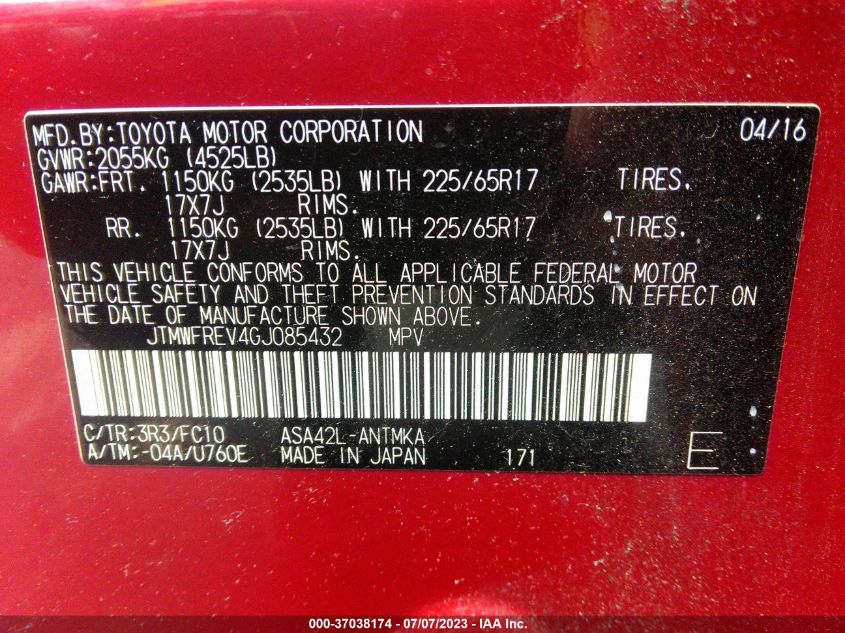 MFD.BY:TOYOTA MOTOR CORPORATION 04/16
GVWR:2055KG (4525LB)
GAWR:FRT. 1150KG (2535LB) WITH 225/65R17 TIRES.
17X7J RIMS.
RR. 1150KG (2535LB) WITH 225/65R17 TIRES.
17X7J RIMS.
THIS VEHICLE CONFORMS TO ALL APPLICABLE FEDERAL MOTOR
VEHICLE SAFETY AND THEFT PREVENTION STANDARDS IN EFFECT ON
THE DATE OF MANUFACTURE SHOWN ABOVE.
JTMWFREV4GJ085432 MPV
C/TR:3R3/FC10 ASA42L-ANTMKA
A/TM:-04A/U760E MADE IN JAPAN 171 E
000-37038174 | 07/07/2023 - IAA Inc.